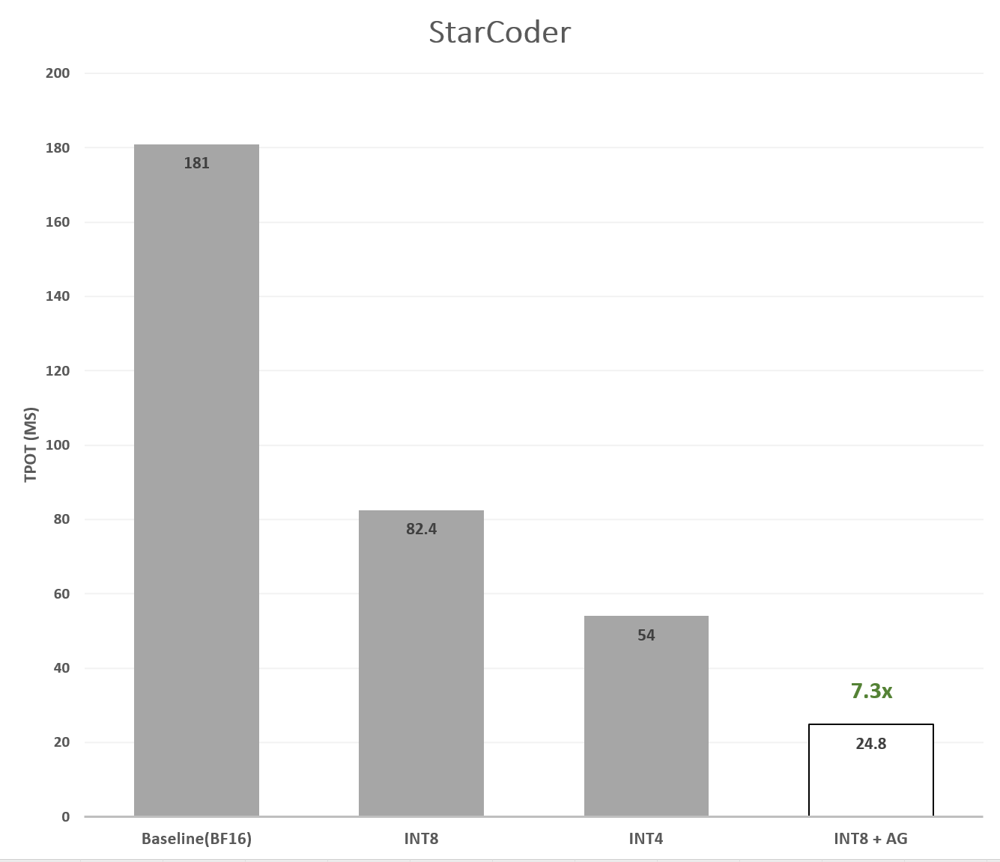 StarCoder
200
180
160
140
120
100
80
60
40
20
0
TPOT (MS)
181
82.4
54
7.3x
24.8
Baseline(BF16)
INT8
INT4
INT8 + AG